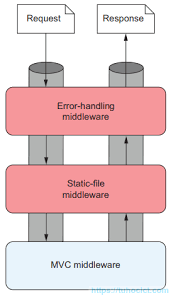 Request
Response
Error-handling
middleware
Static-file
middleware
MVC middleware
https://tuhocict.com